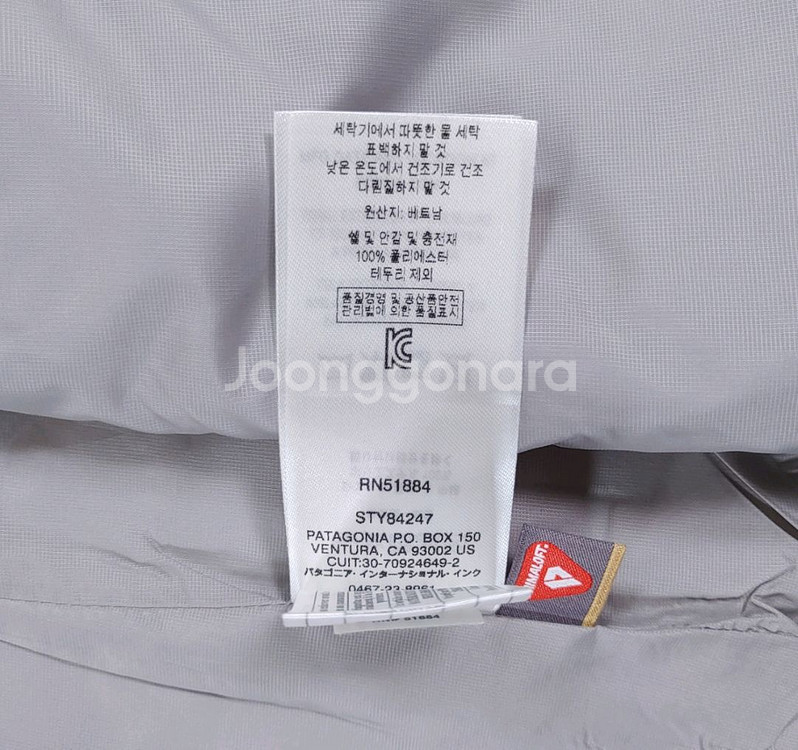 세탁기에서 따뜻한 물 세탁
표백하지 말 것
낮은 온도에서 건조기로 건조
다림질하지 말 것
원산지: 베트남
쉘 및 안감 및 충전재
100% 폴리에스터
테두리 제외
품질경영 및 공산품안전
관리법에 의한 품질표시
Joonggonara
RN51884
STY84247
PATAGONIA P.O. BOX 150
VENTURA, CA 93002 US
CUIT:30-70924649-2
パタゴニア・インターナショナル・インク